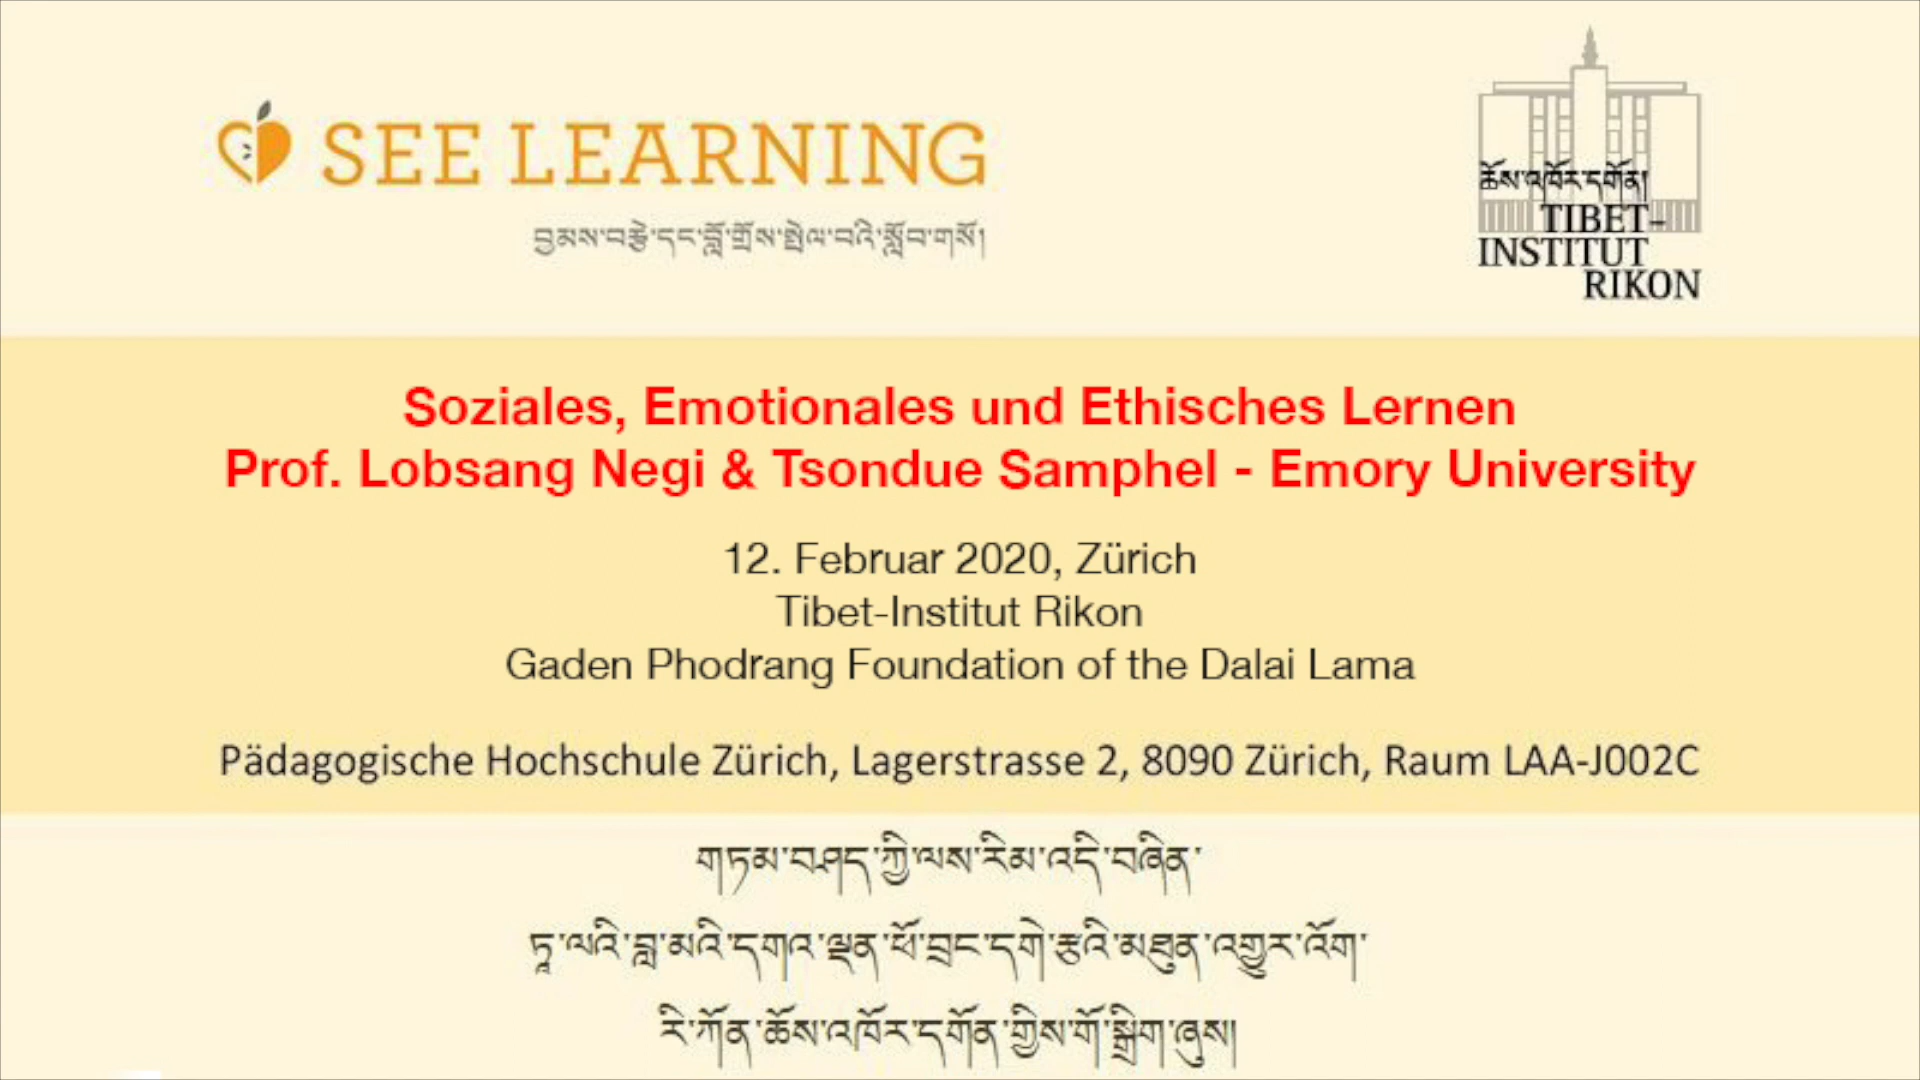 SEE LEARNING
བྱམས་བརྩེ་དང་བློ་གྲོས་སྤེལ་བའི་སློབ་གསོ།
ཆོས་འཁོར་དགོན།
TIBET-
INSTITUT
RIKON
Soziales, Emotionales und Ethisches Lernen
Prof. Lobsang Negi & Tsondue Samphel - Emory University
12. Februar 2020, Zürich
Tibet-Institut Rikon
Gaden Phodrang Foundation of the Dalai Lama
Pädagogische Hochschule Zürich, Lagerstrasse 2, 8090 Zürich, Raum LAA-J002C
གཏམ་བཤད་ཀྱི་ལས་རིམ་འདི་བཞིན་
ཏཱ་ལའི་བླ་མའི་དགའ་ལྡན་ཕོ་བྲང་དགེ་རྩའི་མཐུན་འགྱུར་འོག་
རི་ཀོན་ཆོས་འཁོར་དགོན་གྱིས་གོ་སྒྲིག་ཞུས།